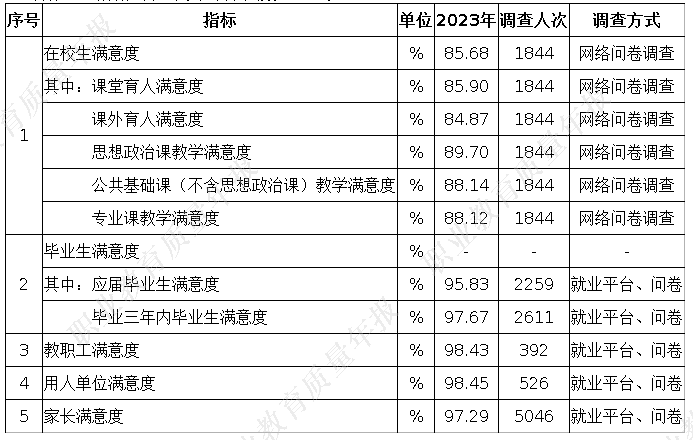 序号 指标 单位 2023年 调查人次 调查方式
1 在校生满意度 % 85.68 1844 网络问卷调查
其中：课堂育人满意度 % 85.90 1844 网络问卷调查
课外育人满意度 % 84.87 1844 网络问卷调查
思想政治课教学满意度 % 89.70 1844 网络问卷调查
公共基础课（不含思想政治课）教学满意度 % 88.14 1844 网络问卷调查
专业课教学满意度 % 88.12 1844 网络问卷调查
2 毕业生满意度 % - - -
其中：应届毕业生满意度 % 95.83 2259 就业平台、问卷
毕业三年内毕业生满意度 % 97.67 2611 就业平台、问卷
3 教职工满意度 % 98.43 392 就业平台、问卷
4 用人单位满意度 % 98.45 526 就业平台、问卷
5 家长满意度 % 97.29 5046 就业平台、问卷
职业教育质量年报